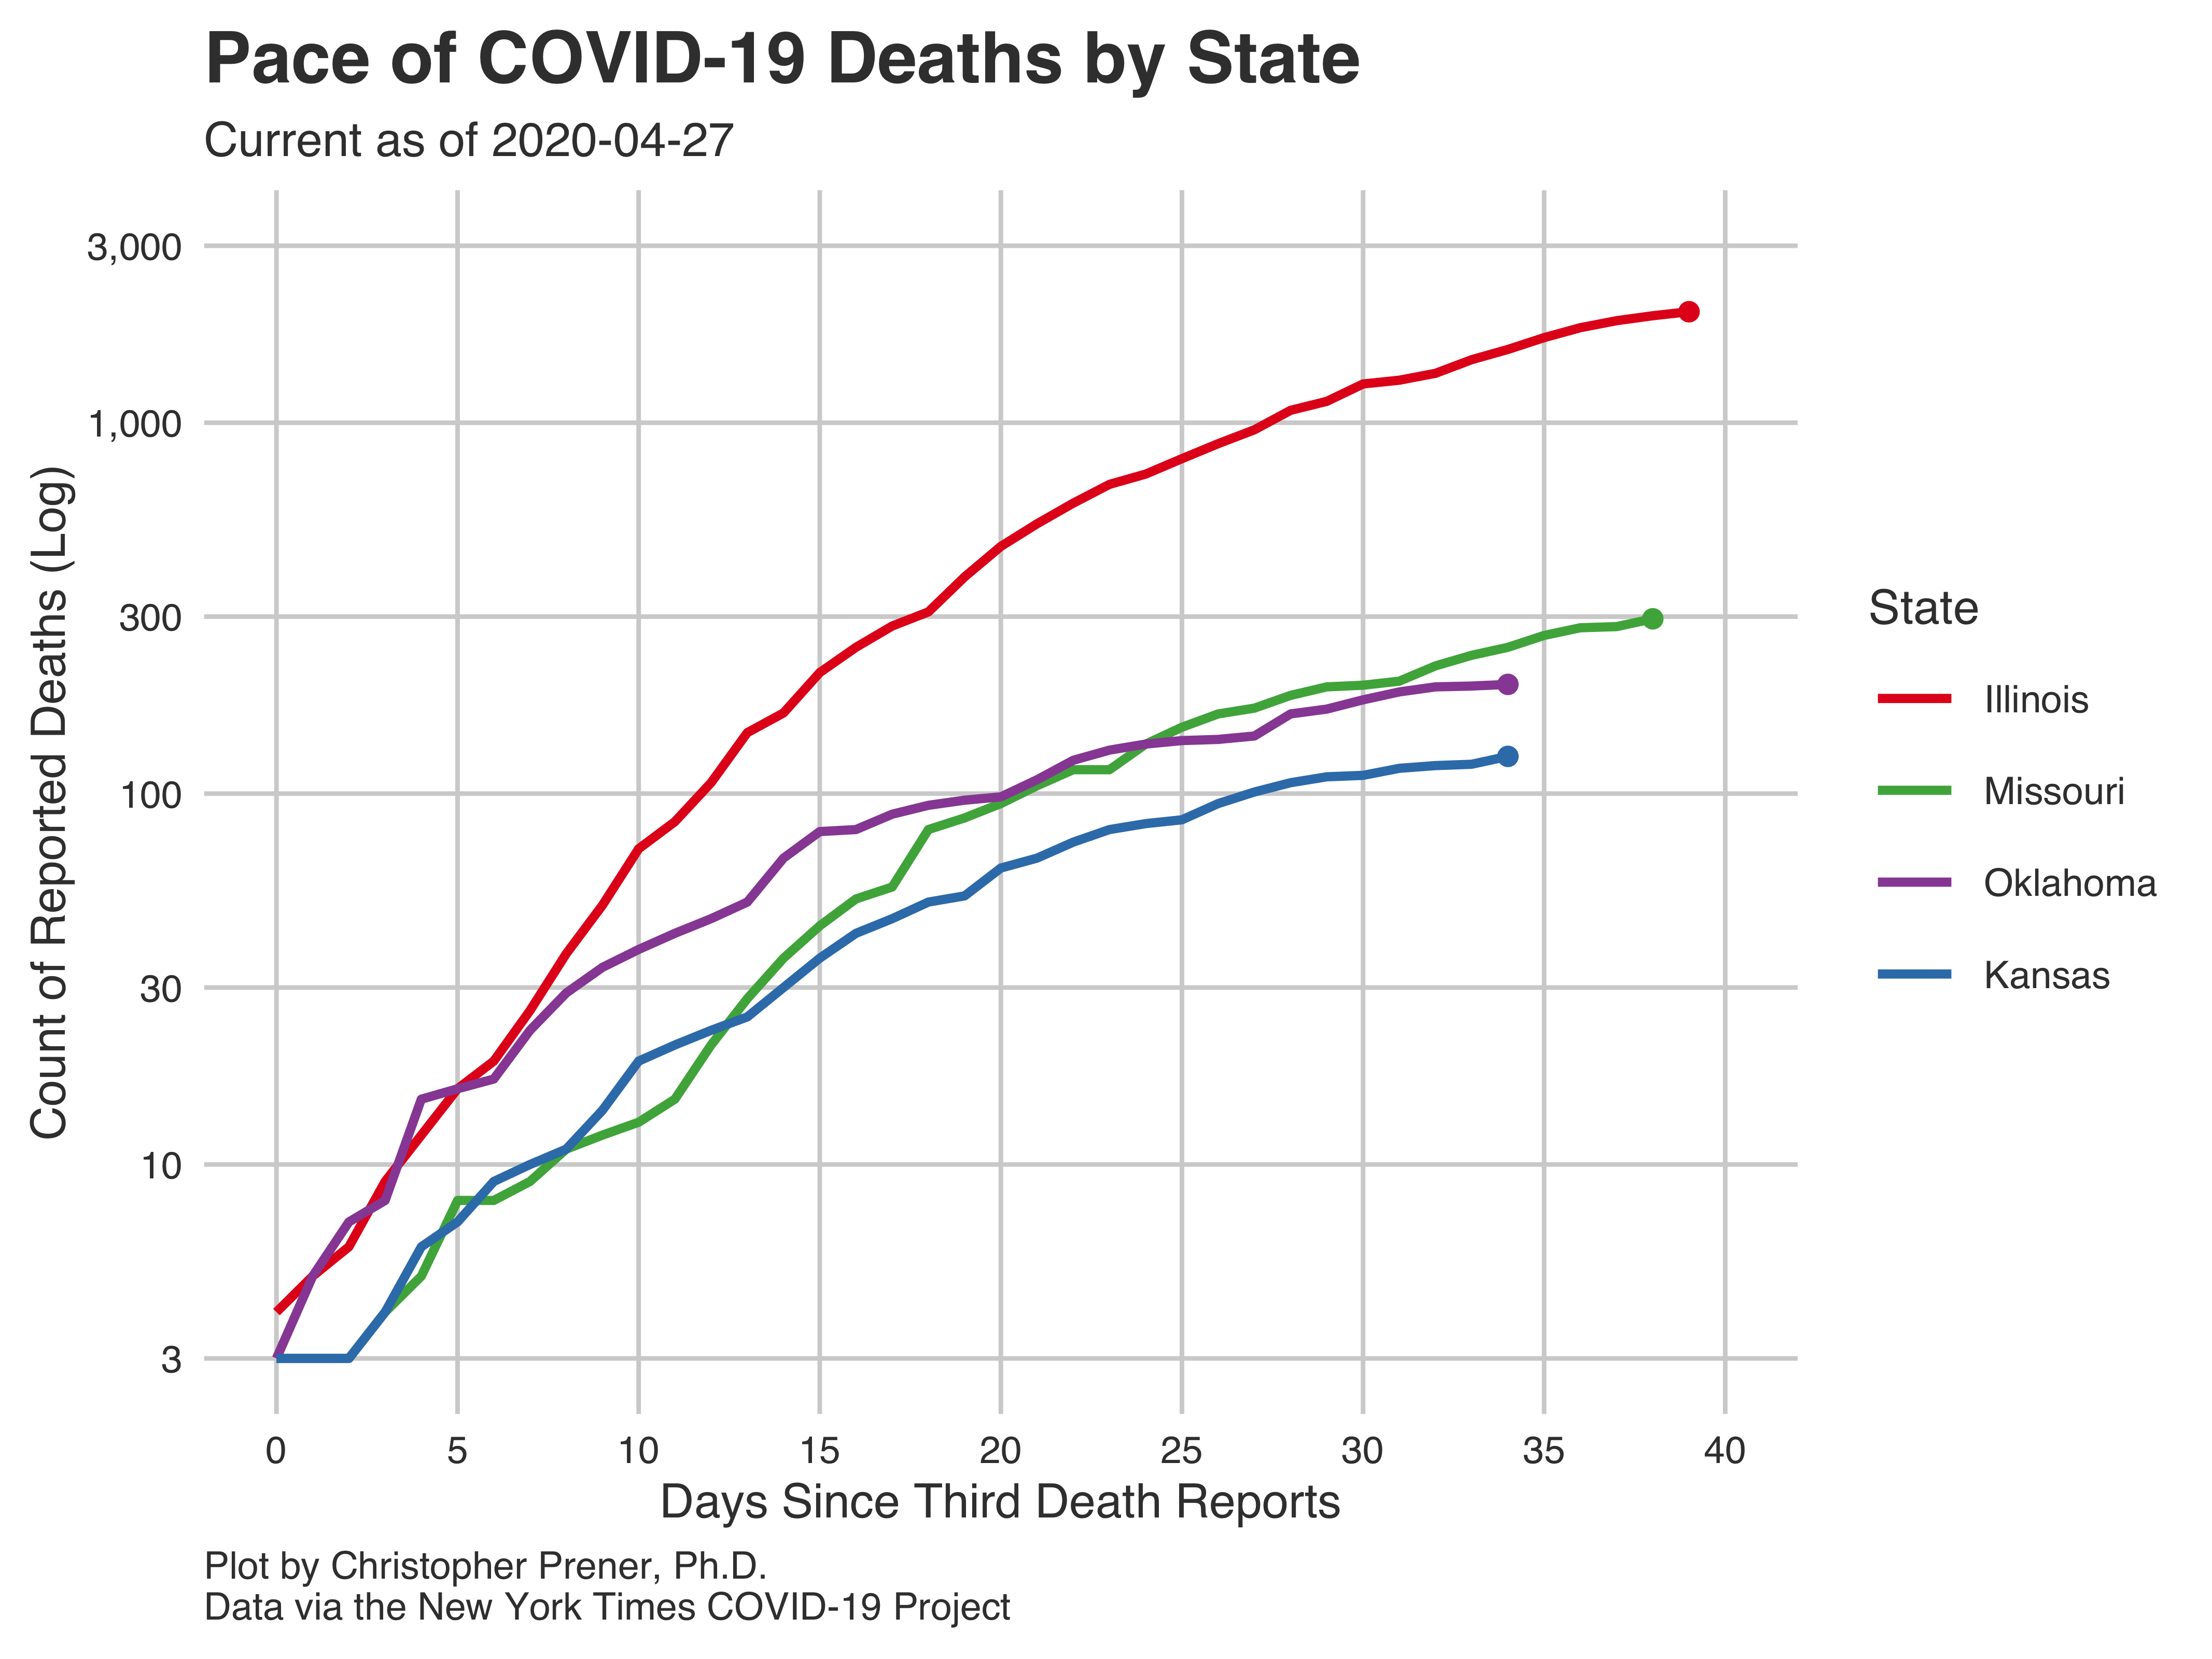 Pace of COVID-19 Deaths by State
Current as of 2020-04-27
Count of Reported Deaths (Log)
3,000
1,000
300
100
30
10
3
0 5 10 15 20 25 30 35 40
Days Since Third Death Reports
State
Illinois
Missouri
Oklahoma
Kansas
Plot by Christopher Prener, Ph.D.
Data via the New York Times COVID-19 Project